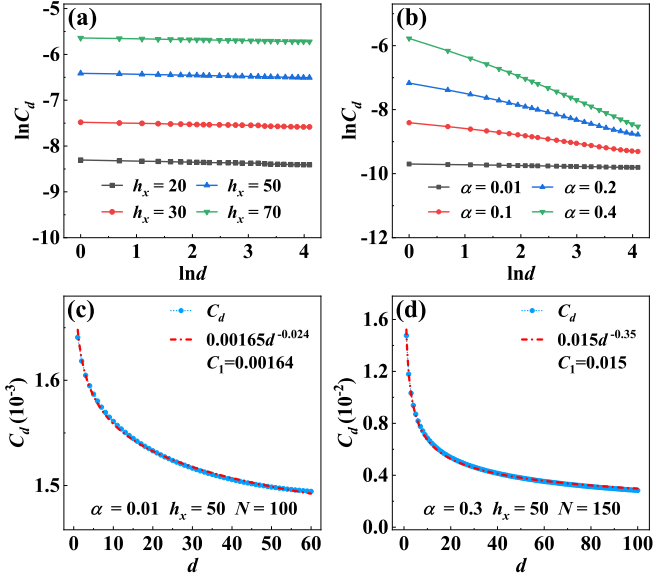 (a)
-5
-6
-7
-8
-9
-10
lnC_d
0 1 2 3 4
lnd
h_x = 20
h_x = 50
h_x = 30
h_x = 70
(b)
-6
-8
-10
-12
lnC_d
0 1 2 3 4
lnd
α = 0.01
α = 0.2
α = 0.1
α = 0.4
(c)
C_d
0.00165d^-0.024
C_1=0.00164
1.6
1.5
C_d (10^-3)
α = 0.01 h_x = 50 N = 100
0 10 20 30 40 50 60
d
(d)
C_d
0.015d^-0.35
C_1=0.015
1.6
1.2
0.8
0.4
0.0
C_d (10^-2)
α = 0.3 h_x = 50 N = 150
0 20 40 60 80 100
d